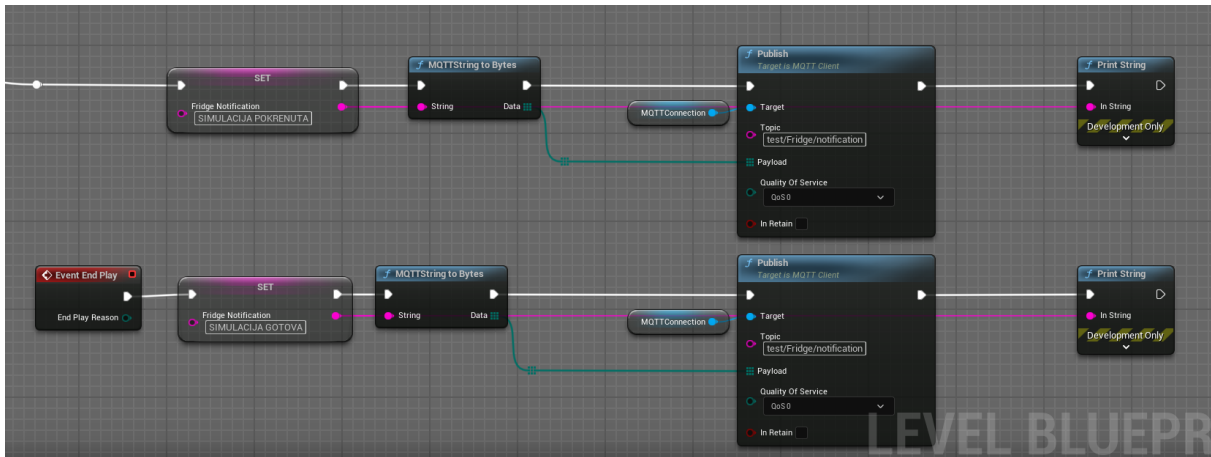 SET
Fridge Notification
SIMULACIJA POKRENUTA
f MQTTString to Bytes
String Data
MQTTConnection
f Publish
Target is MQTT Client
Target
Topic
test/Fridge/notification
Payload
Quality Of Service
QoS 0
In Retain
f Print String
In String
Development Only
Event End Play
End Play Reason
SET
Fridge Notification
SIMULACIJA GOTOVA
f MQTTString to Bytes
String Data
MQTTConnection
f Publish
Target is MQTT Client
Target
Topic
test/Fridge/notification
Payload
Quality Of Service
QoS 0
In Retain
f Print String
In String
Development Only
LEVEL BLUEPR